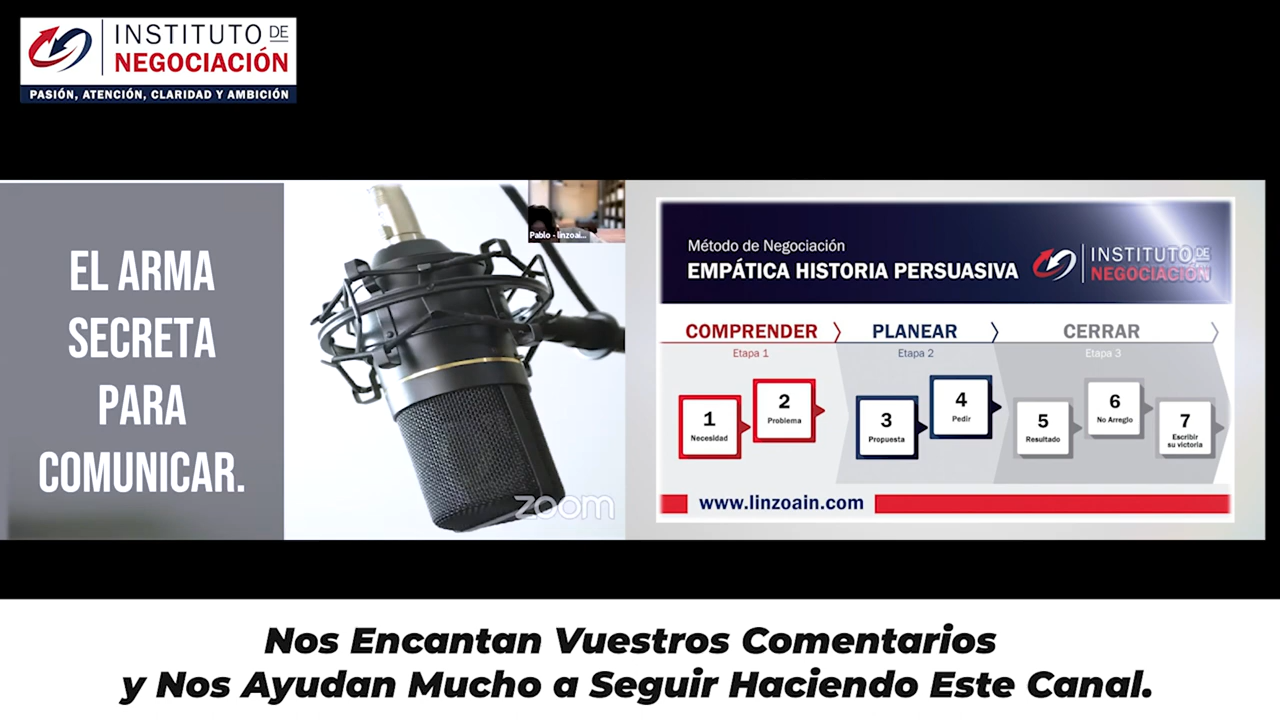 INSTITUTO DE
NEGOCIACIÓN
PASIÓN, ATENCIÓN, CLARIDAD Y AMBICIÓN
EL ARMA
SECRETA
PARA
COMUNICAR.
Pablo - linzoai...
zoom
Método de Negociación
EMPÁTICA HISTORIA PERSUASIVA
INSTITUTO DE
NEGOCIACIÓN
COMPRENDER PLANEAR CERRAR
Etapa 1 Etapa 2 Etapa 3
1
Necesidad
2
Problema
3
Propuesta
4
Pedir
5
Resultado
6
No Arreglo
7
Escribir
su victoria
www.linzoain.com
Nos Encantan Vuestros Comentarios
y Nos Ayudan Mucho a Seguir Haciendo Este Canal.